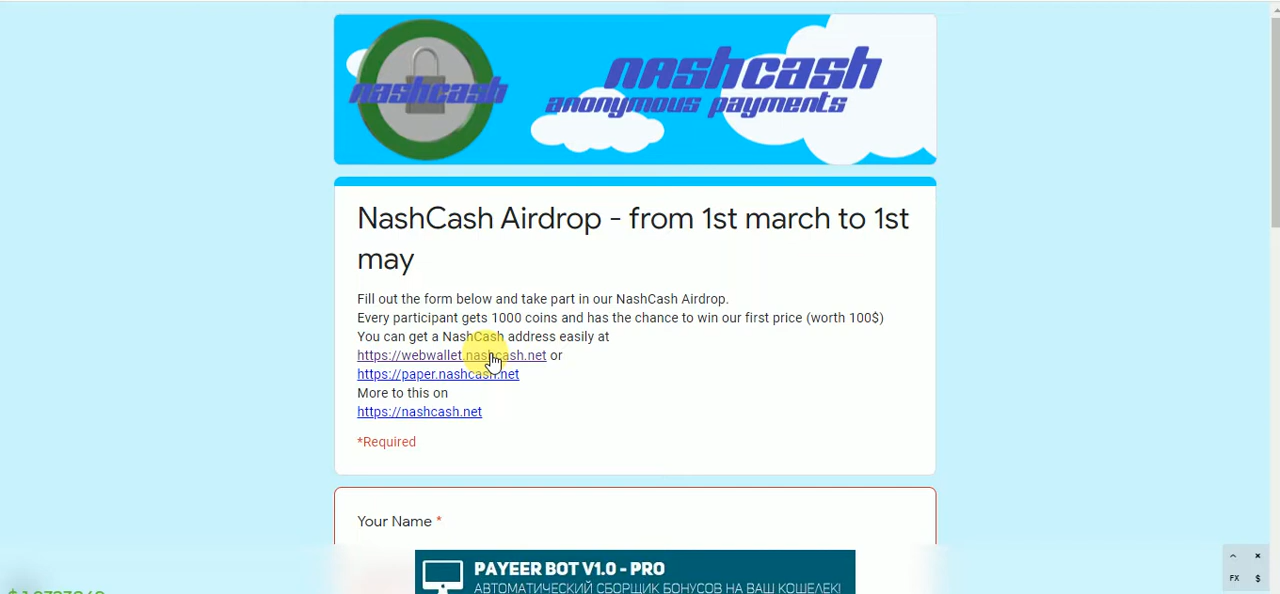 nashcash
nashcash
anonymous payments
NashCash Airdrop - from 1st march to 1st
may
Fill out the form below and take part in our NashCash Airdrop.
Every participant gets 1000 coins and has the chance to win our first price (worth 100$)
You can get a NashCash address easily at
https://webwallet.nashcash.net or
https://paper.nashcash.net
More to this on
https://nashcash.net
*Required
Your Name *
PAYEER BOT V1.0 - PRO
АВТОМАТИЧЕСКИЙ СБОРЩИК БОНУСОВ НА ВАШ КОШЕЛЕК!
FX $